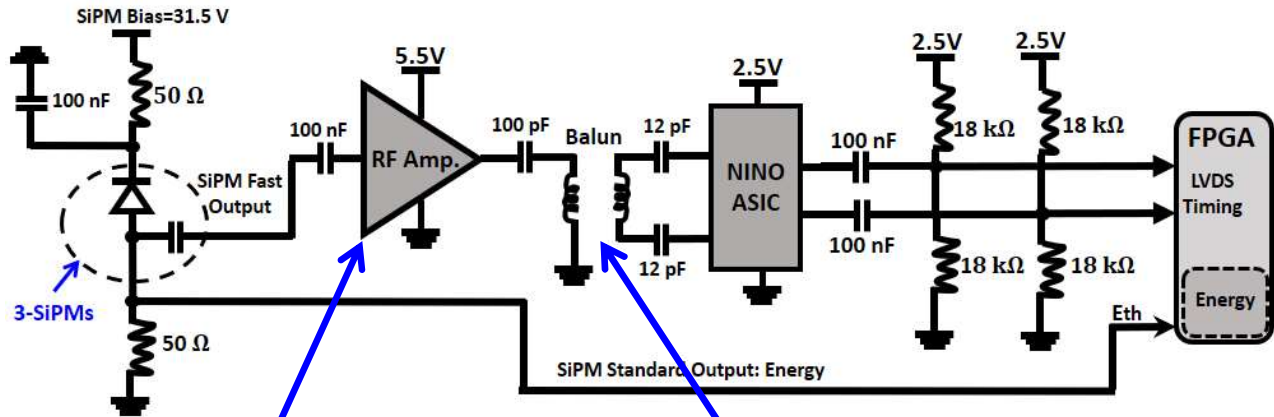 SiPM Bias=31.5 V
100 nF
50 Ω
SiPM Fast
Output
3-SiPMs
50 Ω
100 nF
5.5V
RF Amp.
100 pF
Balun
12 pF
12 pF
2.5V
NINO
ASIC
100 nF
100 nF
2.5V
2.5V
18 kΩ
18 kΩ
18 kΩ
18 kΩ
FPGA
LVDS
Timing
Energy
Eth
SiPM Standard Output: Energy